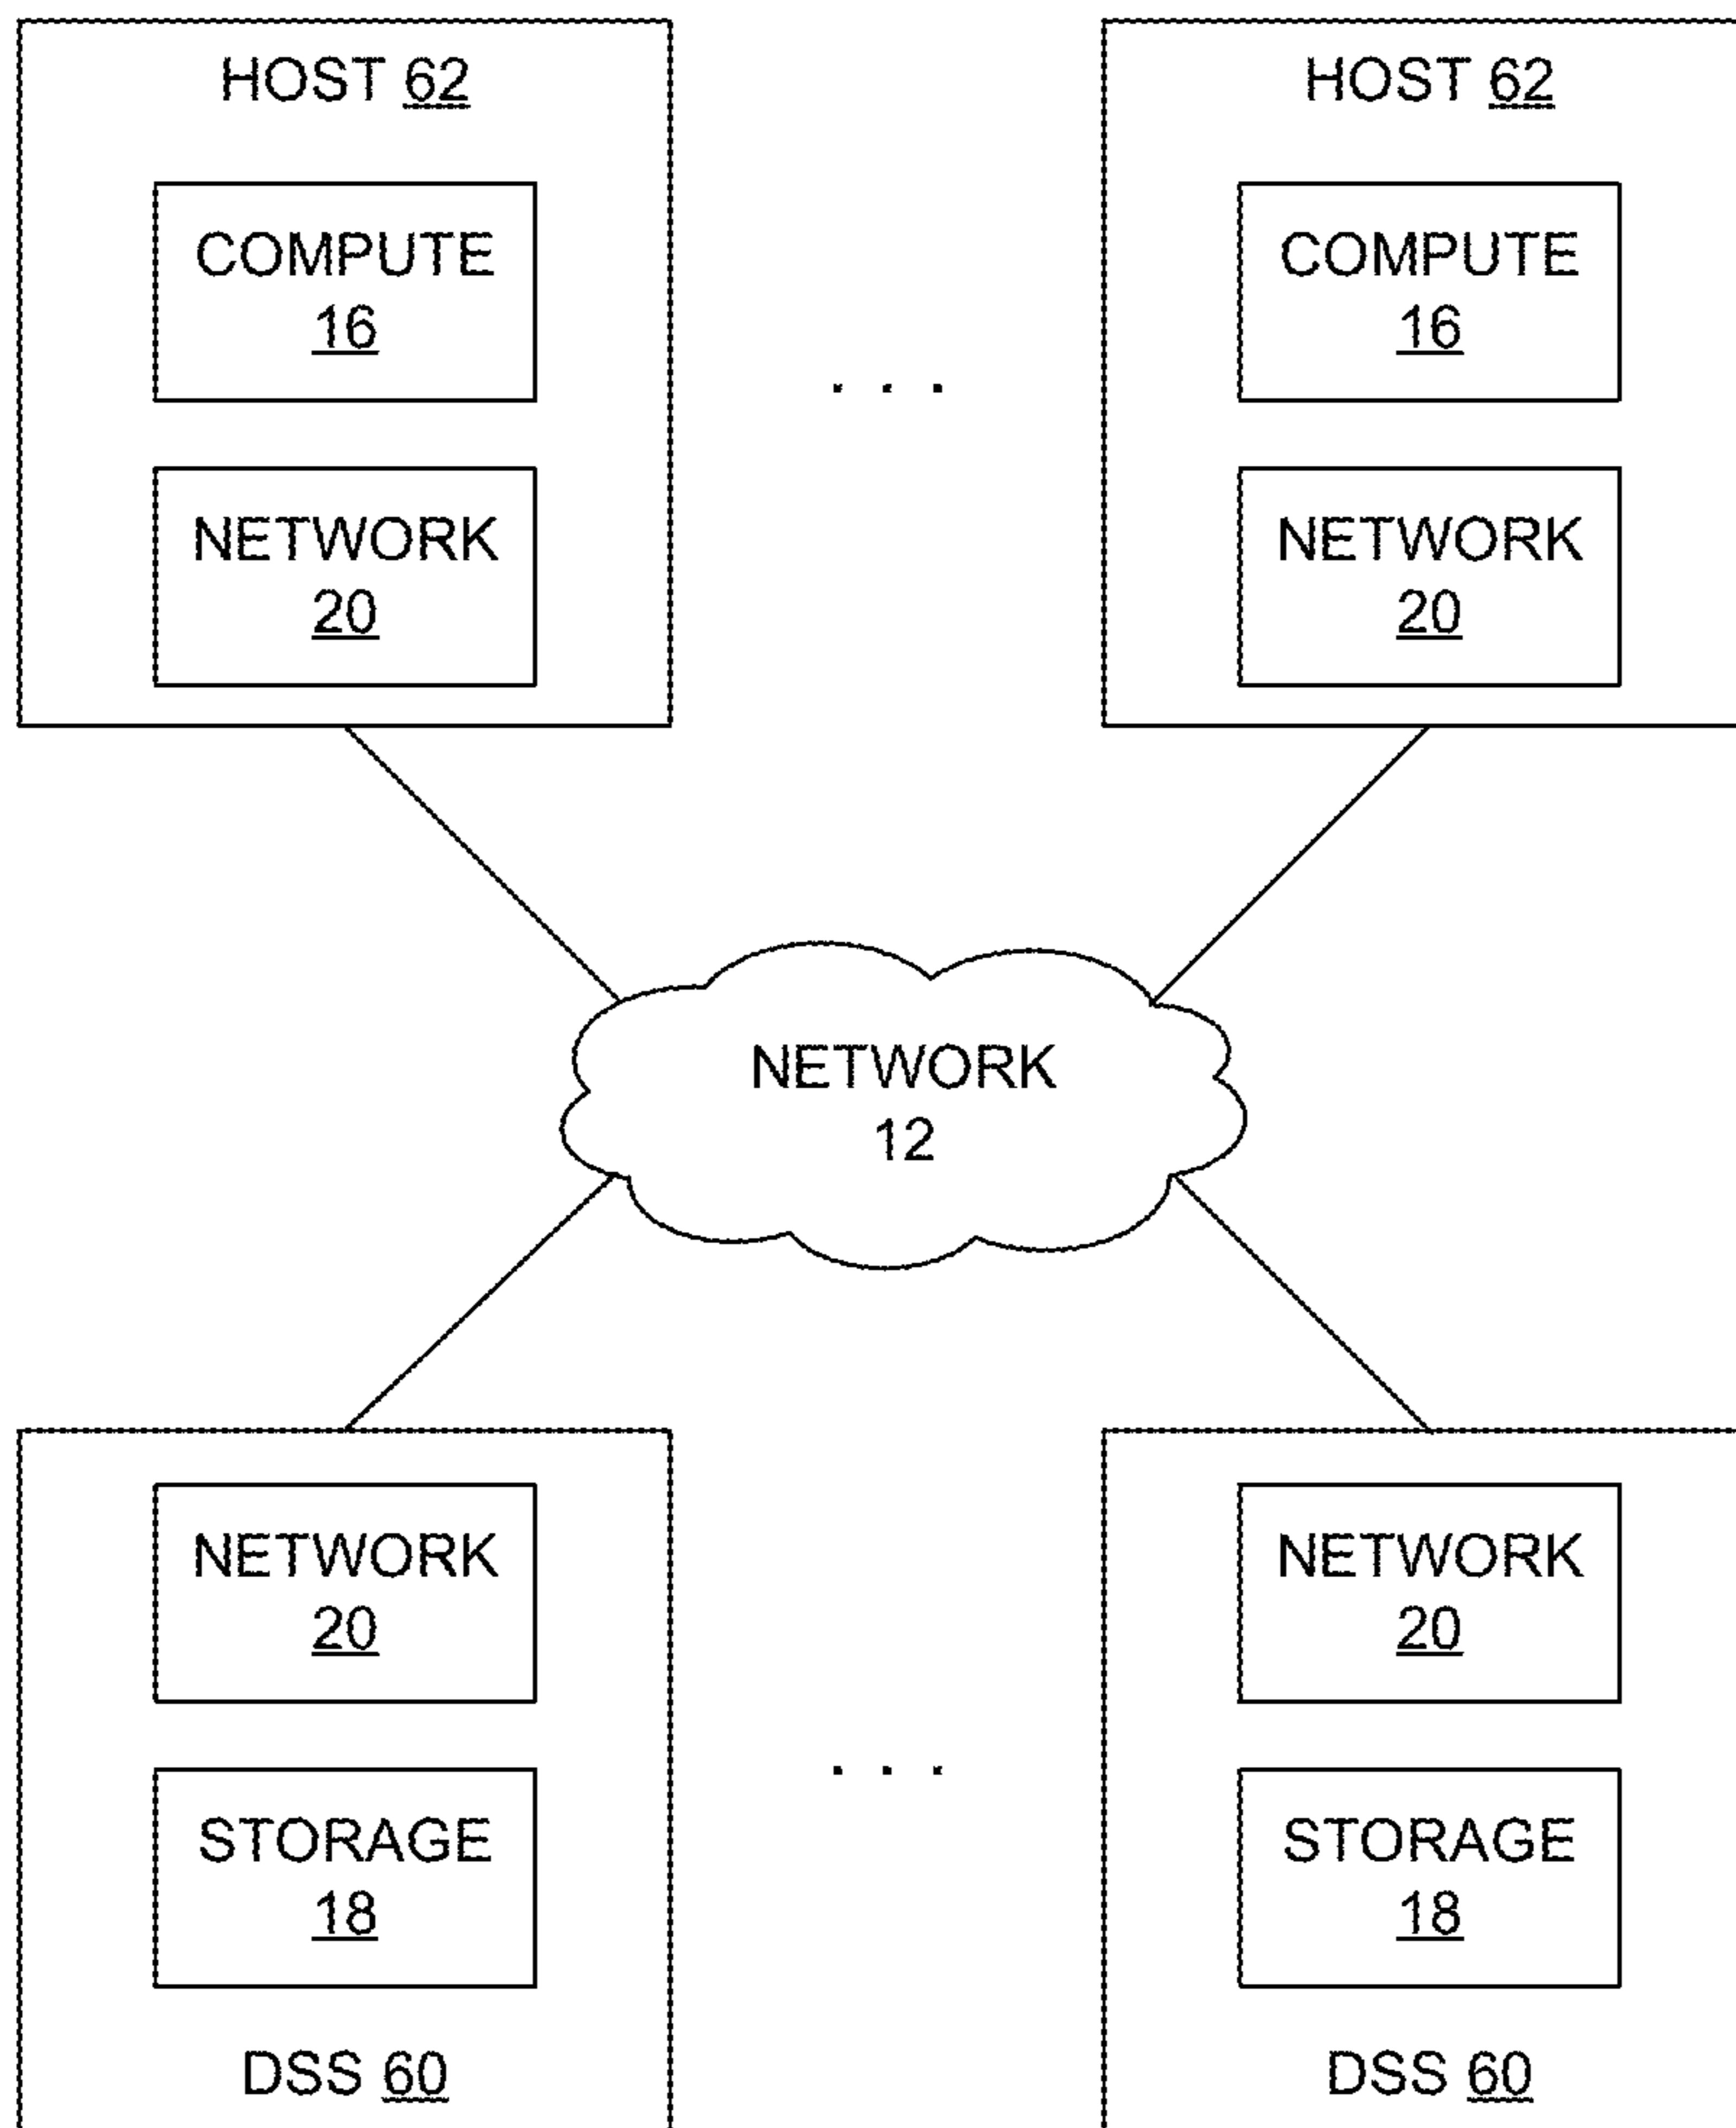 HOST 62
COMPUTE
16
NETWORK
20
HOST 62
COMPUTE
16
NETWORK
20
. . .
NETWORK
12
NETWORK
20
STORAGE
18
DSS 60
. . .
NETWORK
20
STORAGE
18
DSS 60